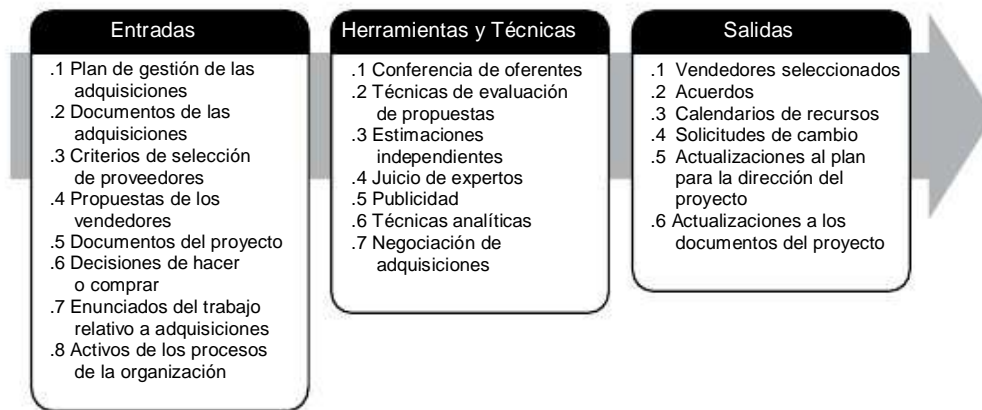 Entradas
.1 Plan de gestión de las
adquisiciones
.2 Documentos de las
adquisiciones
.3 Criterios de selección
de proveedores
.4 Propuestas de los
vendedores
.5 Documentos del proyecto
.6 Decisiones de hacer
o comprar
.7 Enunciados del trabajo
relativo a adquisiciones
.8 Activos de los procesos
de la organización
Herramientas y Técnicas
.1 Conferencia de oferentes
.2 Técnicas de evaluación
de propuestas
.3 Estimaciones
independientes
.4 Juicio de expertos
.5 Publicidad
.6 Técnicas analíticas
.7 Negociación de
adquisiciones
Salidas
.1 Vendedores seleccionados
.2 Acuerdos
.3 Calendarios de recursos
.4 Solicitudes de cambio
.5 Actualizaciones al plan
para la dirección del
proyecto
.6 Actualizaciones a los
documentos del proyecto